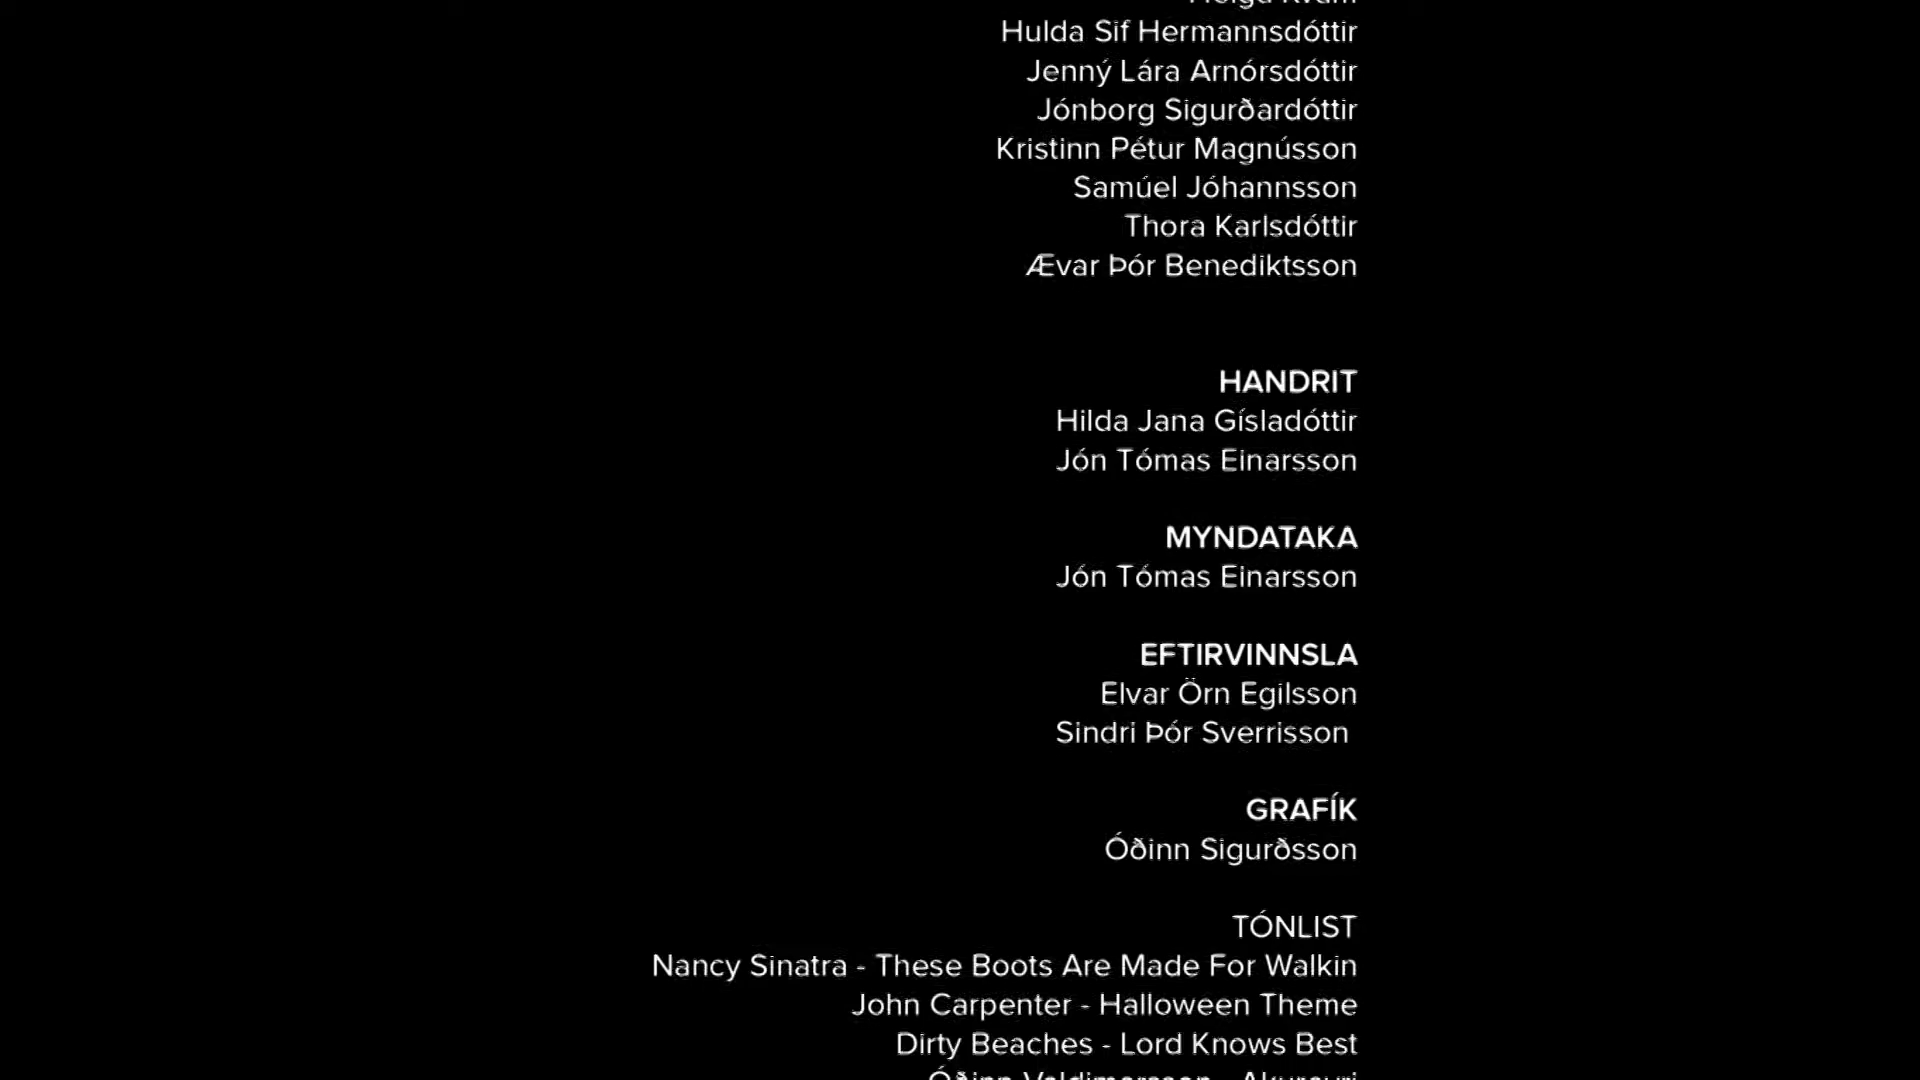 Hulda Sif Hermannsdóttir
Jenný Lára Arnórsdóttir
Jónborg Sigurðardóttir
Kristinn Pétur Magnússon
Samúel Jóhannsson
Thora Karlsdóttir
Ævar Þór Benediktsson
HANDRIT
Hilda Jana Gísladóttir
Jón Tómas Einarsson
MYNDATAKA
Jón Tómas Einarsson
EFTIRVINNSLA
Elvar Örn Egilsson
Sindri Þór Sverrisson
GRAFÍK
Óðinn Sigurðsson
TÓNLIST
Nancy Sinatra - These Boots Are Made For Walkin
John Carpenter - Halloween Theme
Dirty Beaches - Lord Knows Best